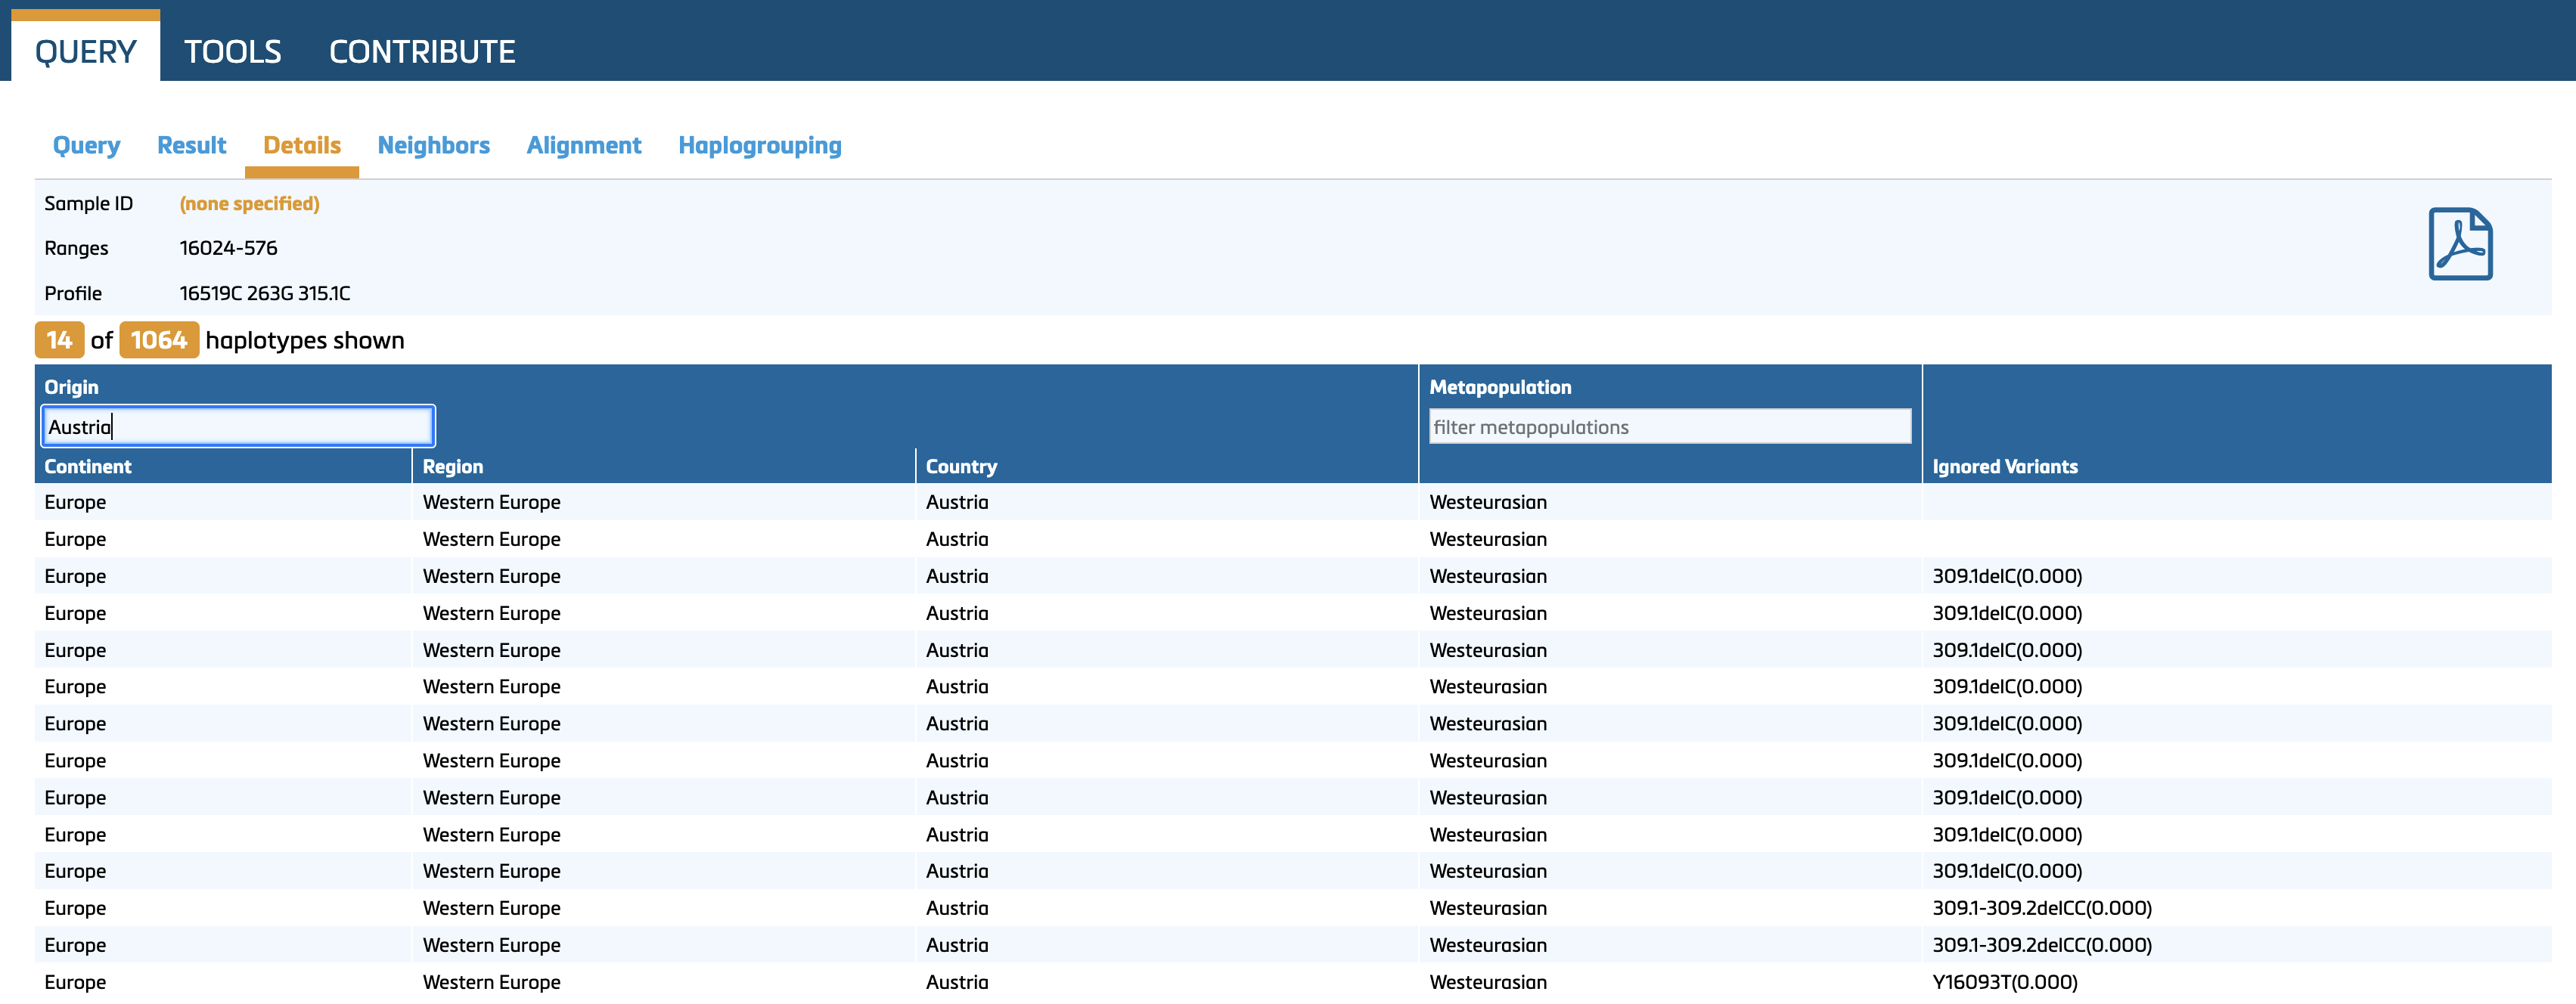 QUERY TOOLS CONTRIBUTE
Query Result Details Neighbors Alignment Haplogrouping
Sample ID (none specified)
Ranges 16024-576
Profile 16519C 263G 315.1C
14 of 1064 haplotypes shown
Origin Metapopulation
Austria filter metapopulations
Continent Region Country Ignored Variants
Europe Western Europe Austria Westeurasian
Europe Western Europe Austria Westeurasian
Europe Western Europe Austria Westeurasian 309.1delC(0.000)
Europe Western Europe Austria Westeurasian 309.1delC(0.000)
Europe Western Europe Austria Westeurasian 309.1delC(0.000)
Europe Western Europe Austria Westeurasian 309.1delC(0.000)
Europe Western Europe Austria Westeurasian 309.1delC(0.000)
Europe Western Europe Austria Westeurasian 309.1delC(0.000)
Europe Western Europe Austria Westeurasian 309.1delC(0.000)
Europe Western Europe Austria Westeurasian 309.1delC(0.000)
Europe Western Europe Austria Westeurasian 309.1delC(0.000)
Europe Western Europe Austria Westeurasian 309.1-309.2delCC(0.000)
Europe Western Europe Austria Westeurasian 309.1-309.2delCC(0.000)
Europe Western Europe Austria Westeurasian Y16093T(0.000)